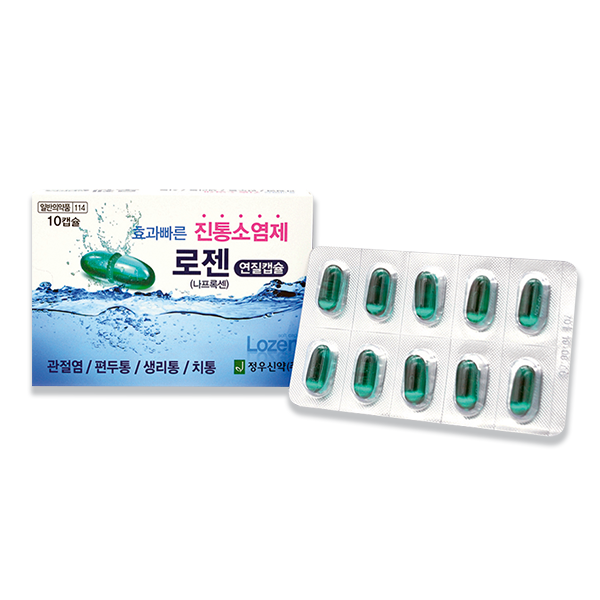 일반의약품 114
10캡슐
효과빠른 진통소염제
로젠 연질캡슐
(나프록센)
Lozen
관절염 / 편두통 / 생리통 / 치통
정우신약(주)